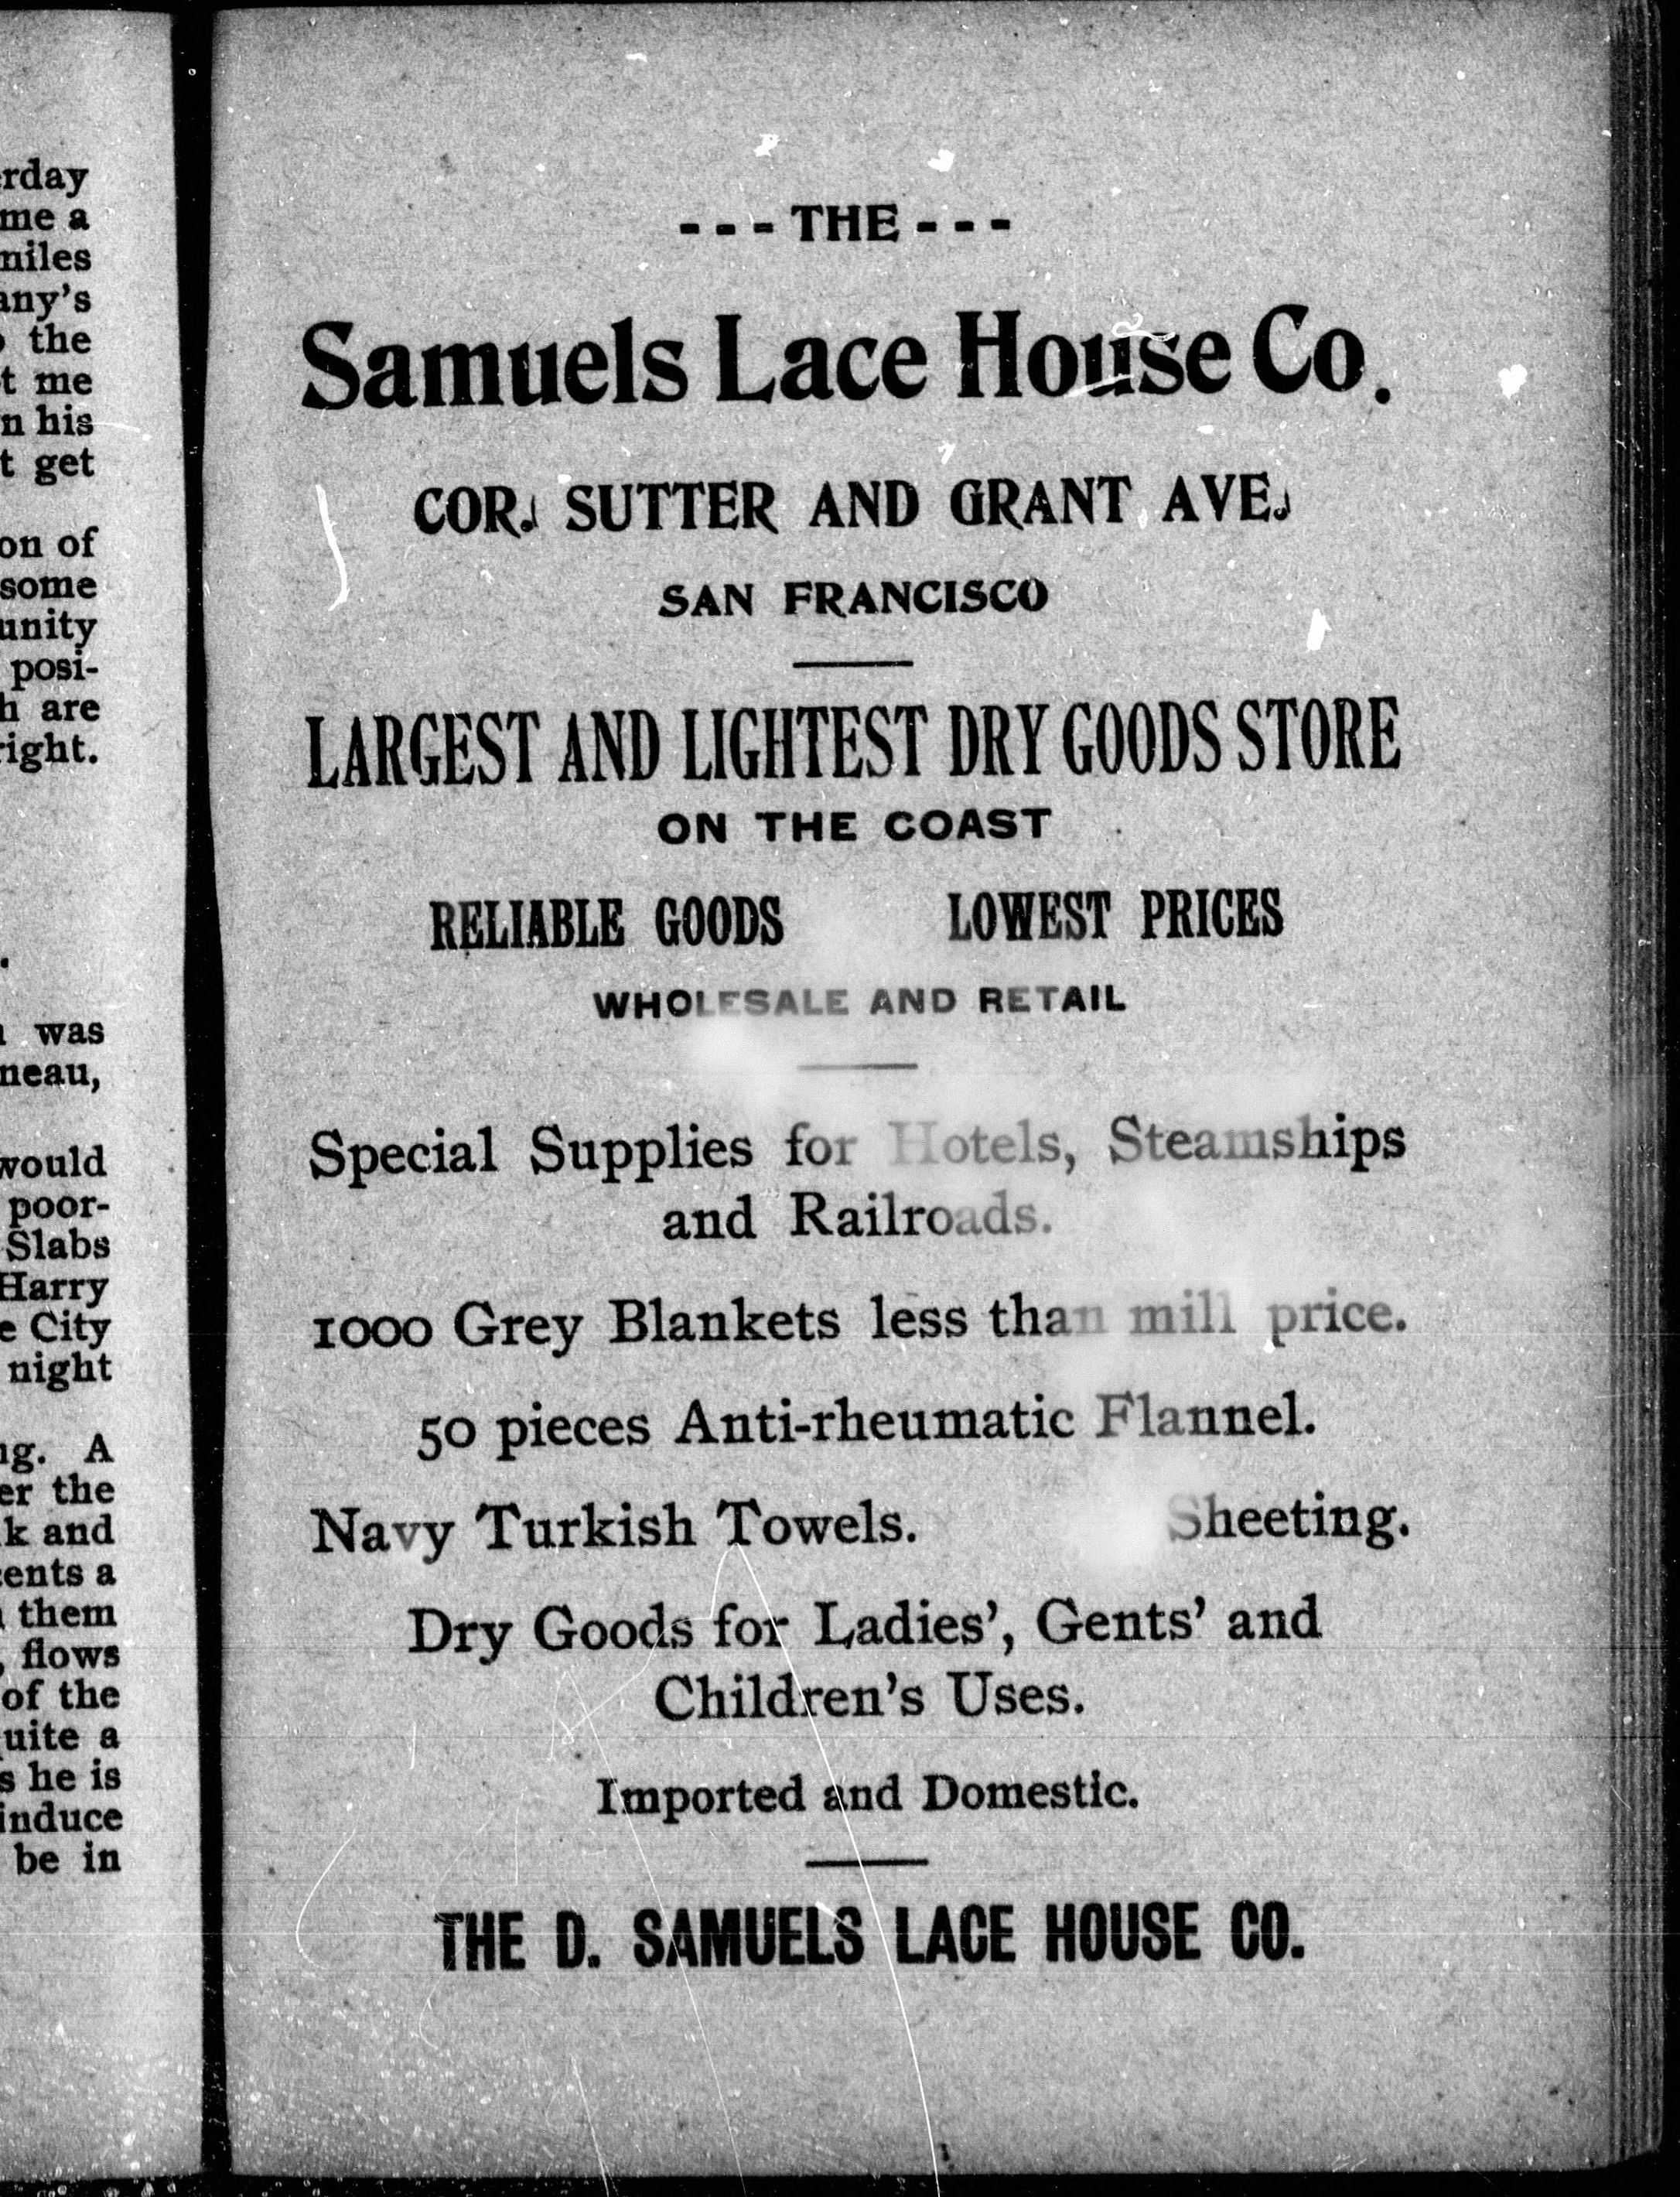 rday
me a
miles
any's
the
t me
n his
t get
on of
some
unity
posi-
h are
right.
was
neau,
would
poor-
Slabs
Harry
e City
night
ng. A
er the
k and
cents a
them
, flows
of the
quite a
s he is
induce
be in
- - - THE - - -
Samuels Lace House Co.
COR. SUTTER AND GRANT AVE.
SAN FRANCISCO
LARGEST AND LIGHTEST DRY GOODS STORE
ON THE COAST
RELIABLE GOODS LOWEST PRICES
WHOLESALE AND RETAIL
Special Supplies for Hotels, Steamships
and Railroads.
1000 Grey Blankets less than mill price.
50 pieces Anti-rheumatic Flannel.
Navy Turkish Towels. Sheeting.
Dry Goods for Ladies', Gents' and
Children's Uses.
Imported and Domestic.
THE D. SAMUELS LACE HOUSE CO.